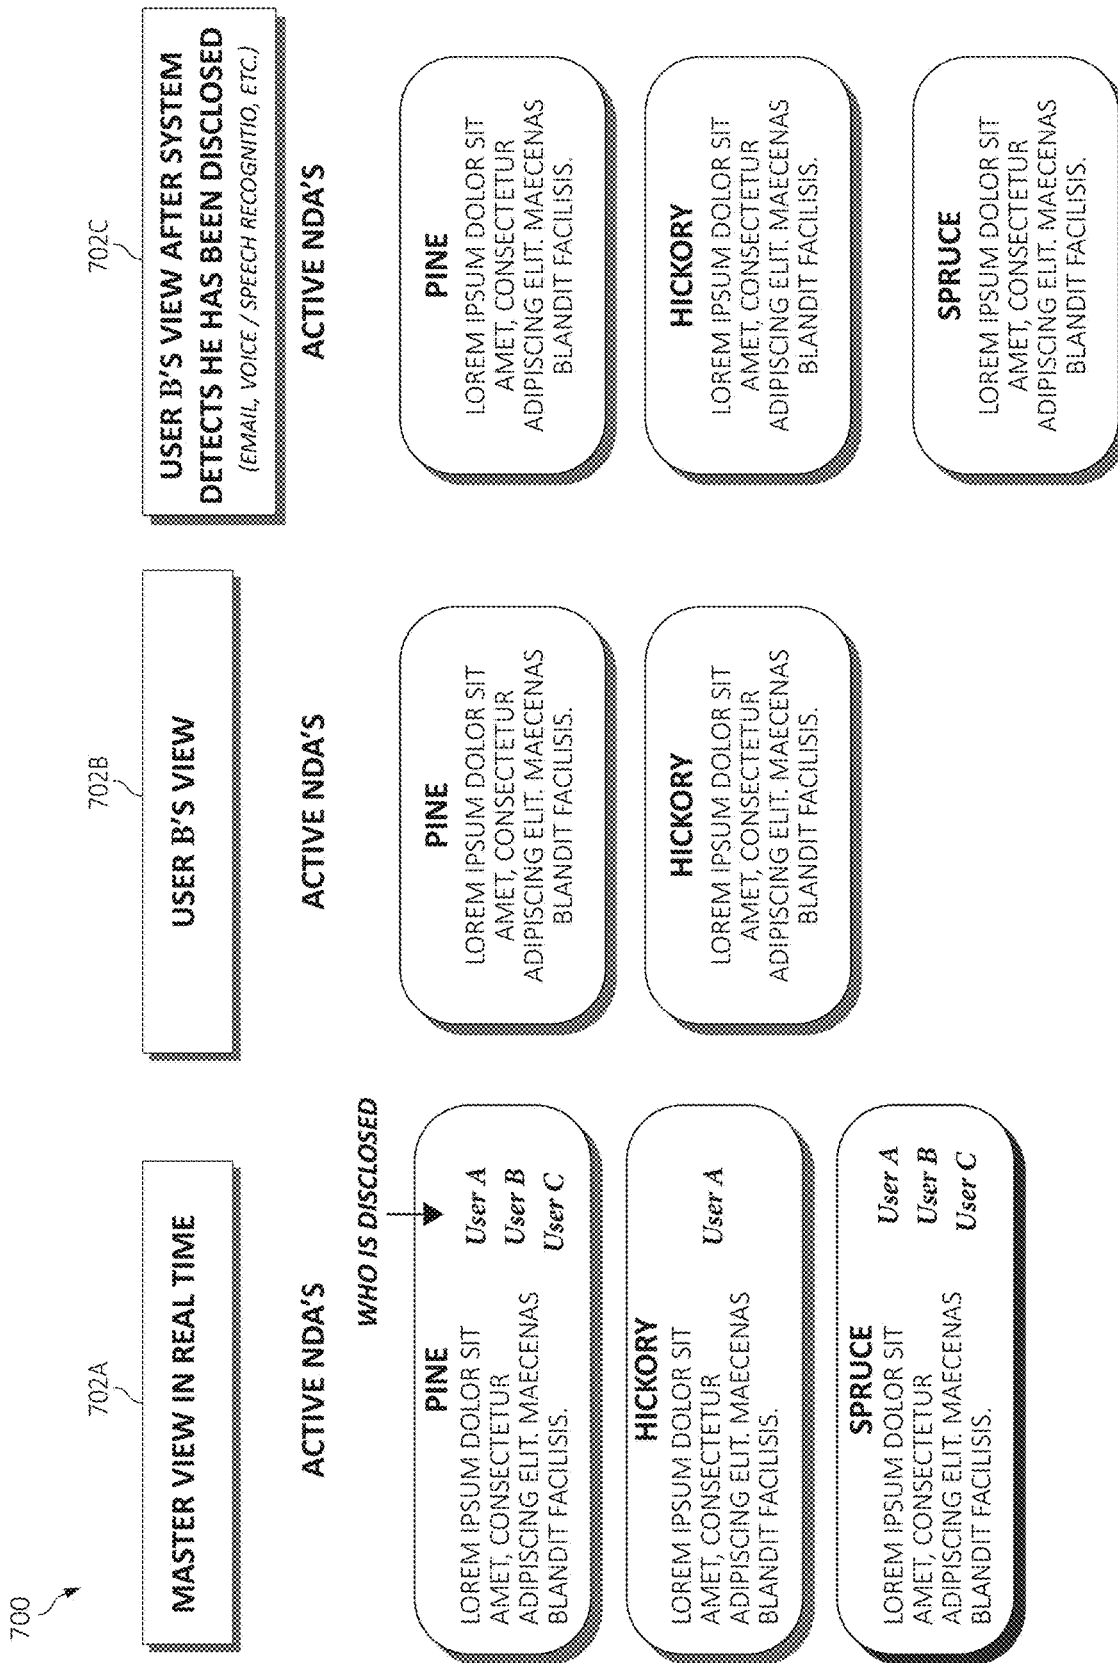 700
702A
MASTER VIEW IN REAL TIME
ACTIVE NDA'S
WHO IS DISCLOSED
PINE
LOREM IPSUM DOLOR SIT
AMET, CONSECTETUR
ADIPISCING ELIT. MAECENAS
BLANDIT FACILISIS.
User A
User B
User C
HICKORY
LOREM IPSUM DOLOR SIT
AMET, CONSECTETUR
ADIPISCING ELIT. MAECENAS
BLANDIT FACILISIS.
User A
SPRUCE
LOREM IPSUM DOLOR SIT
AMET, CONSECTETUR
ADIPISCING ELIT. MAECENAS
BLANDIT FACILISIS.
User A
User B
User C
702B
USER B'S VIEW
ACTIVE NDA'S
PINE
LOREM IPSUM DOLOR SIT
AMET, CONSECTETUR
ADIPISCING ELIT. MAECENAS
BLANDIT FACILISIS.
HICKORY
LOREM IPSUM DOLOR SIT
AMET, CONSECTETUR
ADIPISCING ELIT. MAECENAS
BLANDIT FACILISIS.
702C
USER B'S VIEW AFTER SYSTEM
DETECTS HE HAS BEEN DISCLOSED
(EMAIL, VOICE / SPEECH RECOGNITIO, ETC.)
ACTIVE NDA'S
PINE
LOREM IPSUM DOLOR SIT
AMET, CONSECTETUR
ADIPISCING ELIT. MAECENAS
BLANDIT FACILISIS.
HICKORY
LOREM IPSUM DOLOR SIT
AMET, CONSECTETUR
ADIPISCING ELIT. MAECENAS
BLANDIT FACILISIS.
SPRUCE
LOREM IPSUM DOLOR SIT
AMET, CONSECTETUR
ADIPISCING ELIT. MAECENAS
BLANDIT FACILISIS.